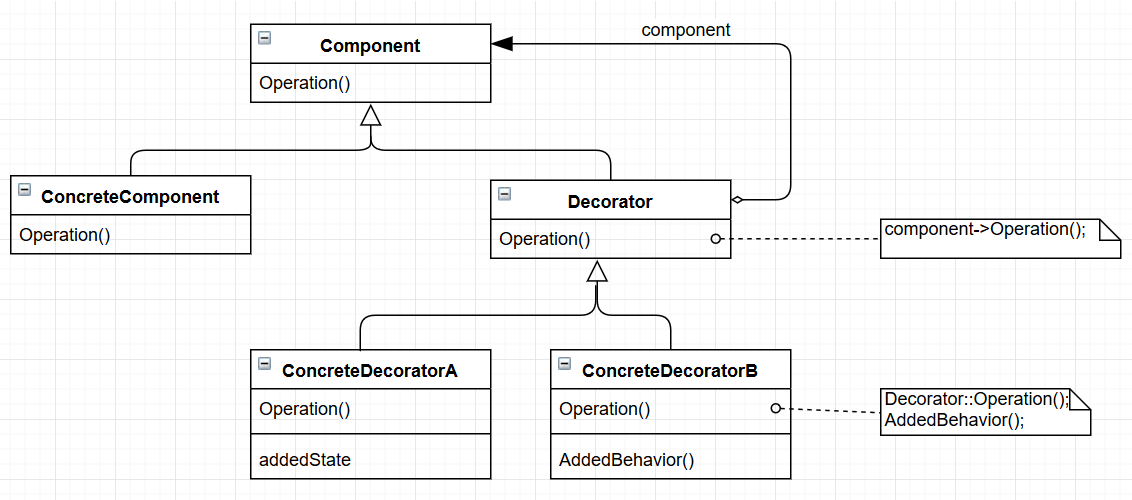 component
Component
Operation()
ConcreteComponent
Operation()
Decorator
Operation()
component->Operation();
ConcreteDecoratorA
Operation()
addedState
ConcreteDecoratorB
Operation()
AddedBehavior()
Decorator::Operation();
AddedBehavior();